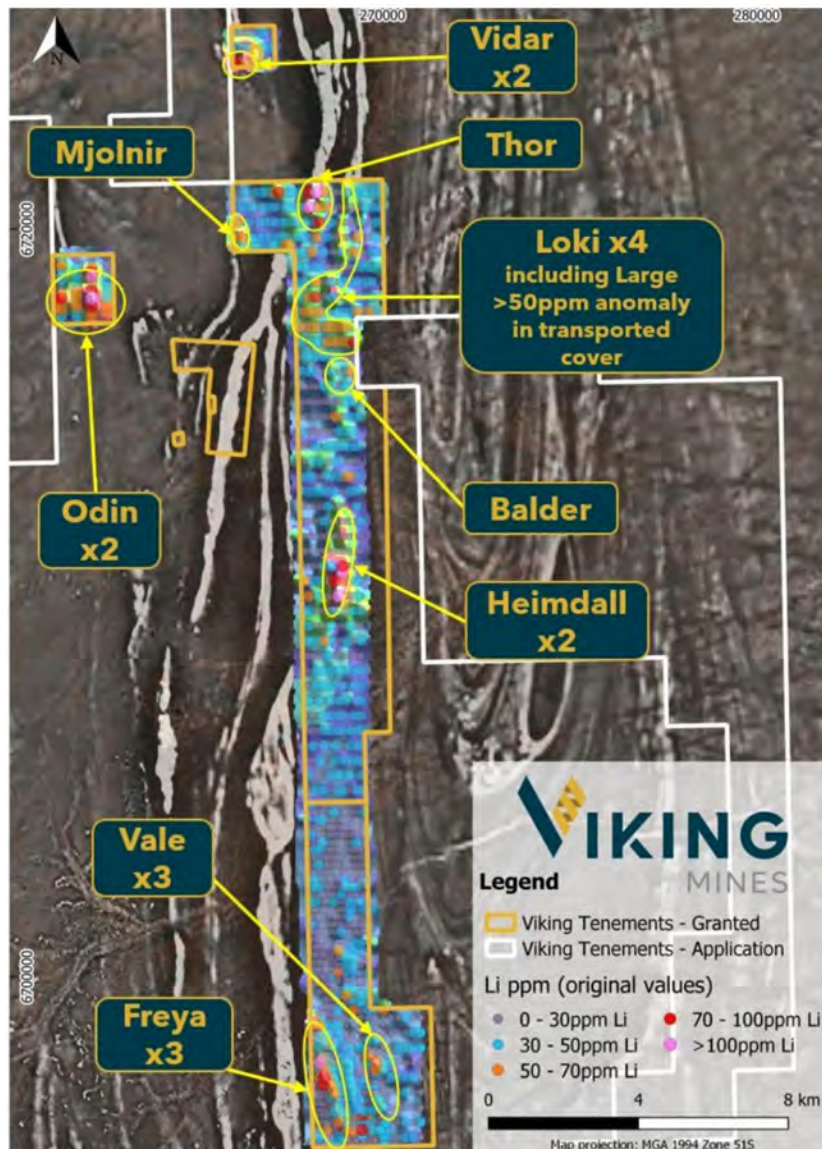 270000
280000
N
Vidar
x2
Mjolnir
Thor
6720000
Loki x4
including Large
>50ppm anomaly
in transported
cover
Odin
x2
Balder
Heimdall
x2
Vale
x3
6700000
Freya
x3
VIKING
MINES
Legend
Viking Tenements - Granted
Viking Tenements - Application
Li ppm (original values)
0 - 30ppm Li
70 - 100ppm Li
30 - 50ppm Li
>100ppm Li
50 - 70ppm Li
0
4
8 km
Map projection: MGA 1994 Zone 51S